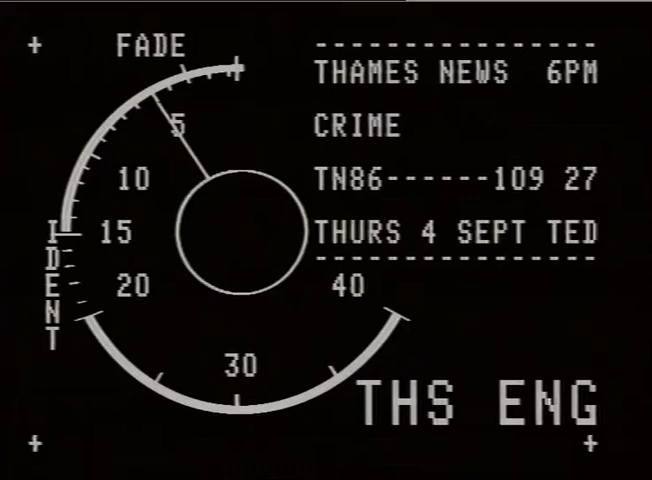 FADE
----------------
THAMES NEWS 6PM
5
CRIME
10
TN86------109 27
15
THURS 4 SEPT TED
----------------
IDENT
20
40
30
THS ENG